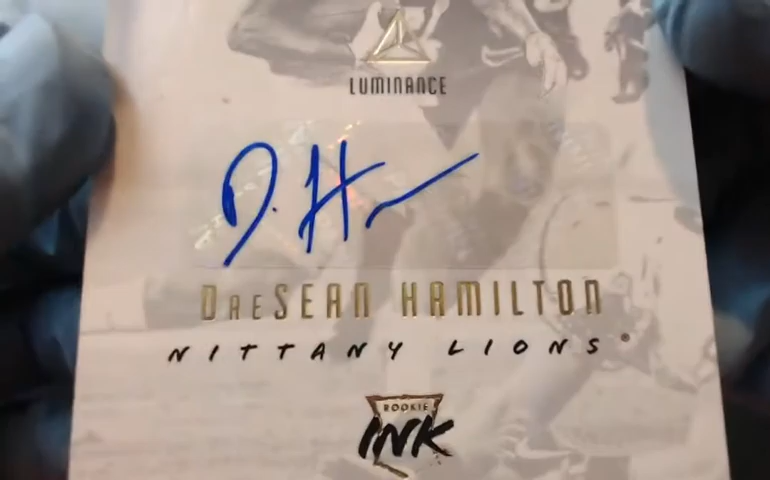 LUMINANCE
D. H
DAESEAN HAMILTON
NITTANY LIONS®
ROOKIE
INK